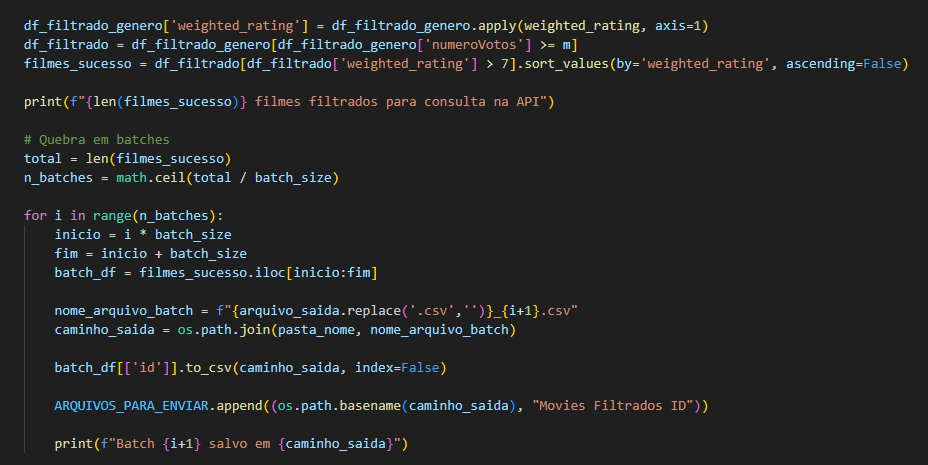 df_filtrado_genero['weighted_rating'] = df_filtrado_genero.apply(weighted_rating, axis=1)
df_filtrado = df_filtrado_genero[df_filtrado_genero['numeroVotos'] >= m]
filmes_sucesso = df_filtrado[df_filtrado['weighted_rating'] > 7].sort_values(by='weighted_rating', ascending=False)
print(f"{len(filmes_sucesso)} filmes filtrados para consulta na API")
# Quebra em batches
total = len(filmes_sucesso)
n_batches = math.ceil(total / batch_size)
for i in range(n_batches):
    inicio = i * batch_size
    fim = inicio + batch_size
    batch_df = filmes_sucesso.iloc[inicio:fim]
    nome_arquivo_batch = f"{arquivo_saida.replace('.csv','')}_{i+1}.csv"
    caminho_saida = os.path.join(pasta_nome, nome_arquivo_batch)
    batch_df[['id']].to_csv(caminho_saida, index=False)
    ARQUIVOS_PARA_ENVIAR.append((os.path.basename(caminho_saida), "Movies Filtrados ID"))
    print(f"Batch {i+1} salvo em {caminho_saida}")